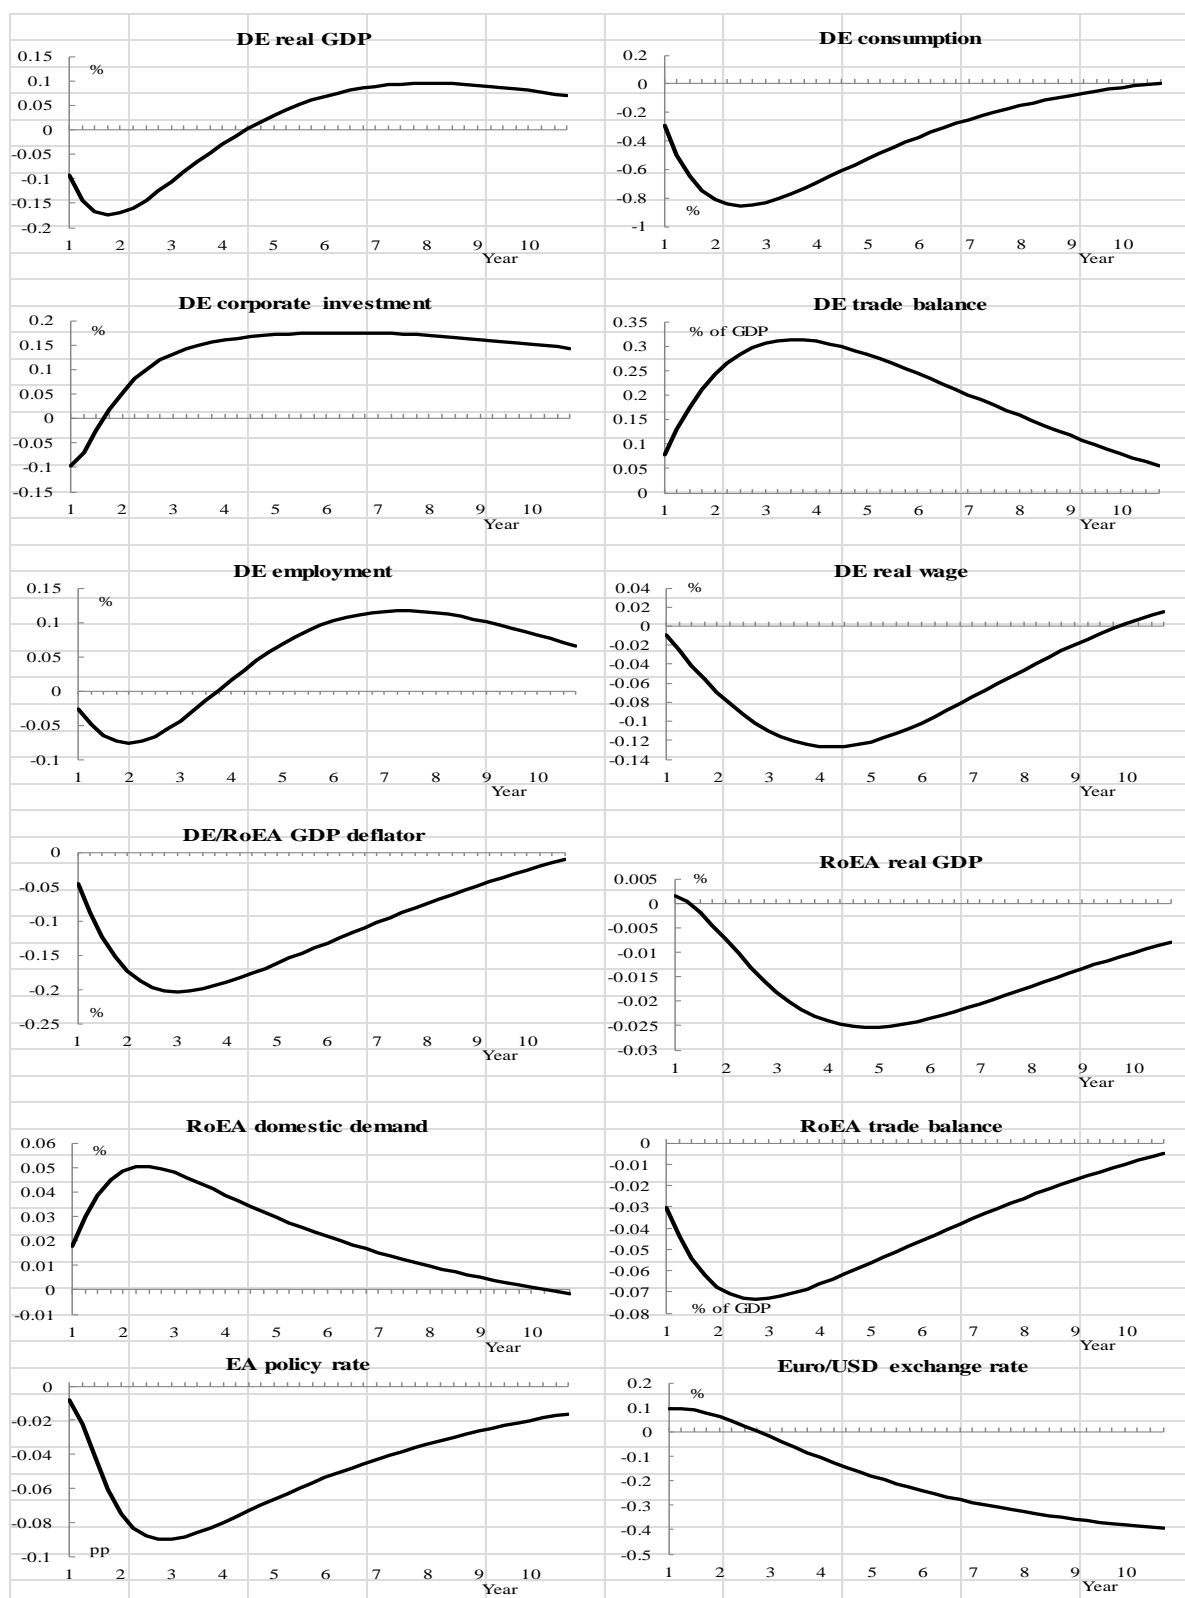 DE real GDP
0.15
%
0.1
0.05
0
-0.05
-0.1
-0.15
-0.2
1 2 3 4 5 6 7 8 9 10
Year
DE consumption
0.2
0
-0.2
-0.4
-0.6
-0.8
%
-1
1 2 3 4 5 6 7 8 9 10
Year
DE corporate investment
0.2
%
0.15
0.1
0.05
0
-0.05
-0.1
-0.15
1 2 3 4 5 6 7 8 9 10
Year
DE trade balance
0.35
% of GDP
0.3
0.25
0.2
0.15
0.1
0.05
0
1 2 3 4 5 6 7 8 9 10
Year
DE employment
0.15
%
0.1
0.05
0
-0.05
-0.1
1 2 3 4 5 6 7 8 9 10
Year
DE real wage
0.04
%
0.02
0
-0.02
-0.04
-0.06
-0.08
-0.1
-0.12
-0.14
1 2 3 4 5 6 7 8 9 10
Year
DE/RoEA GDP deflator
0
-0.05
-0.1
-0.15
-0.2
%
-0.25
1 2 3 4 5 6 7 8 9 10
Year
RoEA real GDP
0.005
%
0
-0.005
-0.01
-0.015
-0.02
-0.025
-0.03
1 2 3 4 5 6 7 8 9 10
Year
RoEA domestic demand
0.06
%
0.05
0.04
0.03
0.02
0.01
0
-0.01
1 2 3 4 5 6 7 8 9 10
Year
RoEA trade balance
0
-0.01
-0.02
-0.03
-0.04
-0.05
-0.06
-0.07
% of GDP
-0.08
1 2 3 4 5 6 7 8 9 10
Year
EA policy rate
0
-0.02
-0.04
-0.06
-0.08
pp
-0.1
1 2 3 4 5 6 7 8 9 10
Year
Euro/USD exchange rate
0.2
%
0.1
0
-0.1
-0.2
-0.3
-0.4
-0.5
1 2 3 4 5 6 7 8 9 10
Year